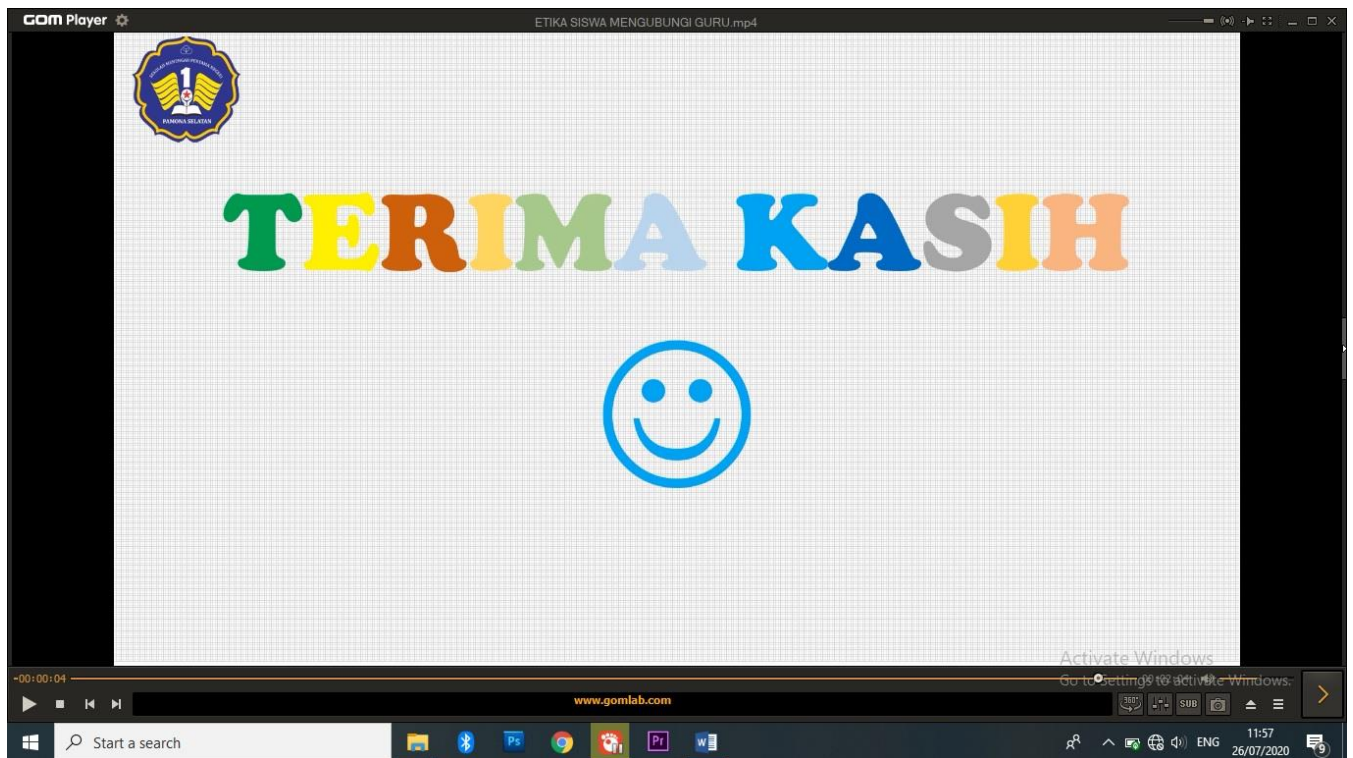 GOM Player
ETIKA SISWA MENGUBUNGI GURU.mp4
1
PAMONA SELATAN
TERIMA KASIH
Activate Windows
Go to Settings to activate Windows.
-00:00:04
www.gomlab.com
360°
SUB
Start a search
Ps
Pr
W
ENG
11:57
26/07/2020
9